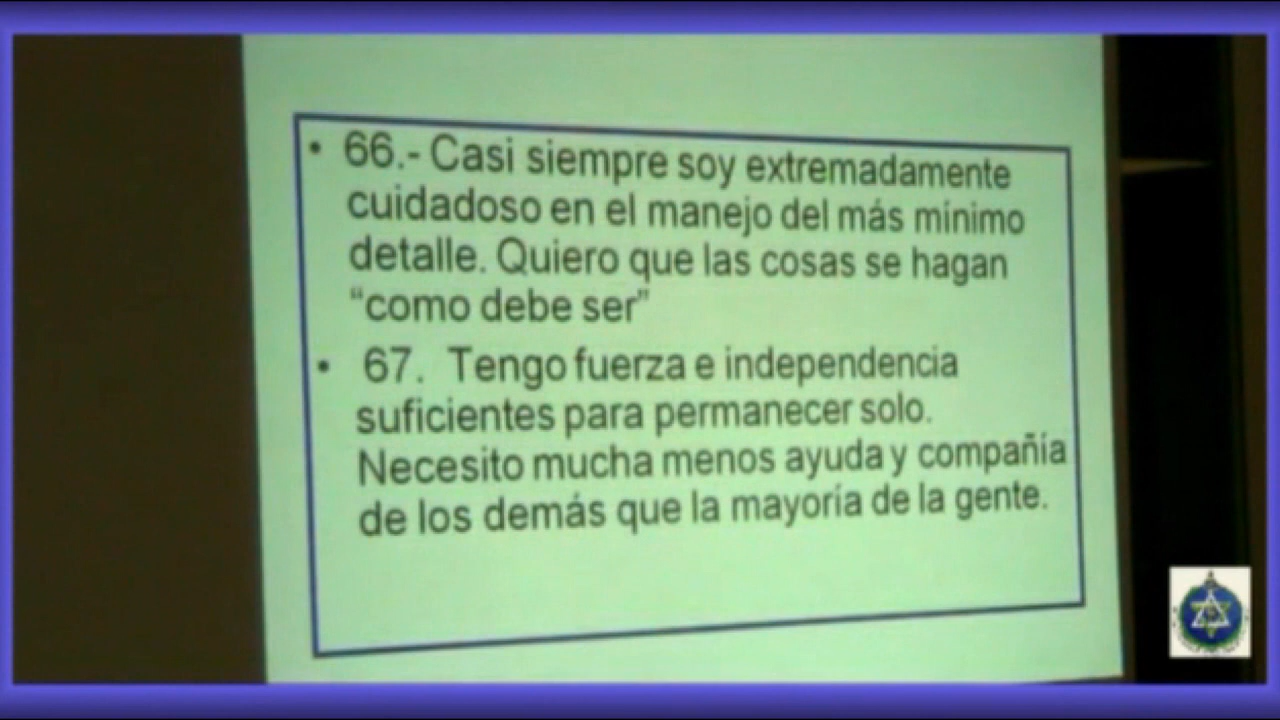 • 66.- Casi siempre soy extremadamente
cuidadoso en el manejo del más mínimo
detalle. Quiero que las cosas se hagan
“como debe ser”
• 67. Tengo fuerza e independencia
suficientes para permanecer solo.
Necesito mucha menos ayuda y compañía
de los demás que la mayoría de la gente.